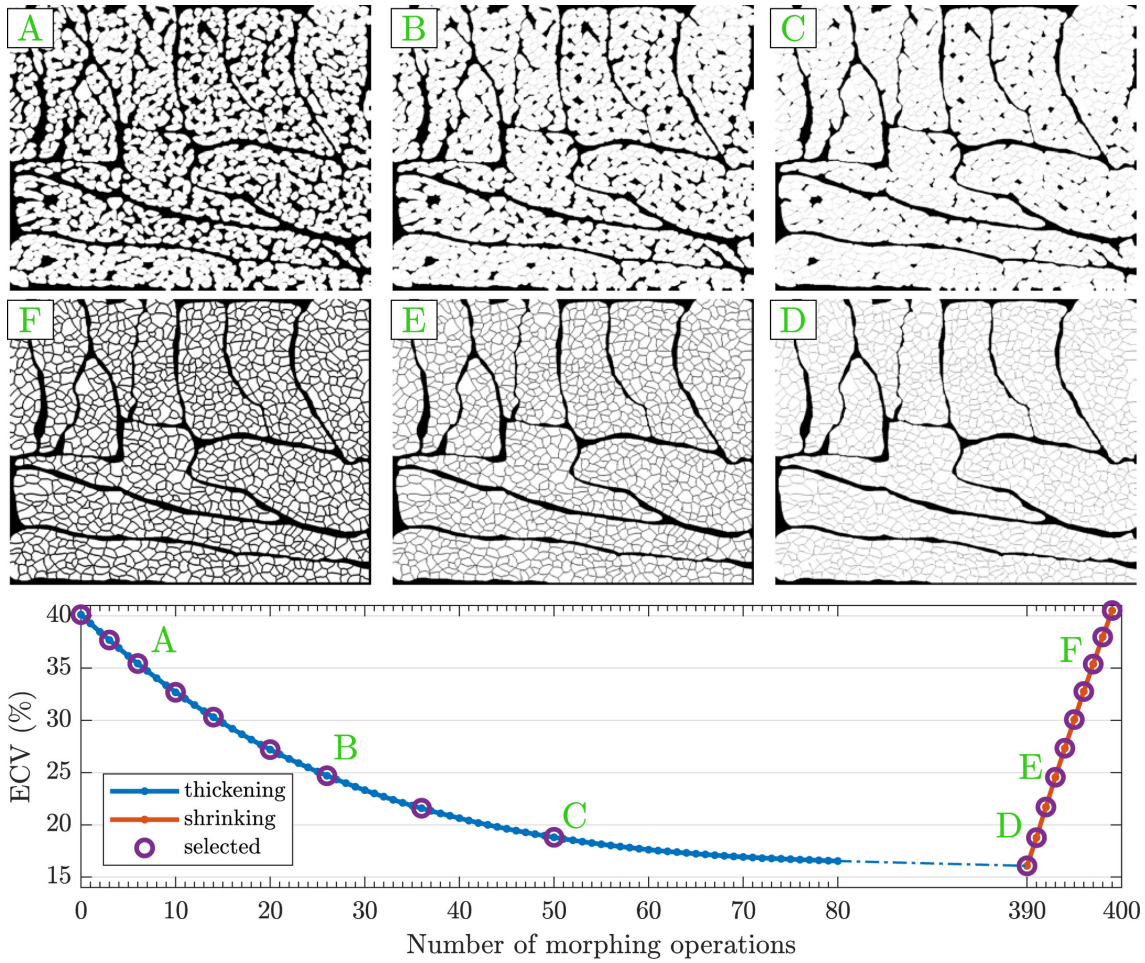 A
B
C
F
E
D
40
35
30
25
20
15
ECV (%)
A
B
C
D
E
F
thickening
shrinking
selected
0 10 20 30 40 50 60 70 80 390 400
Number of morphing operations